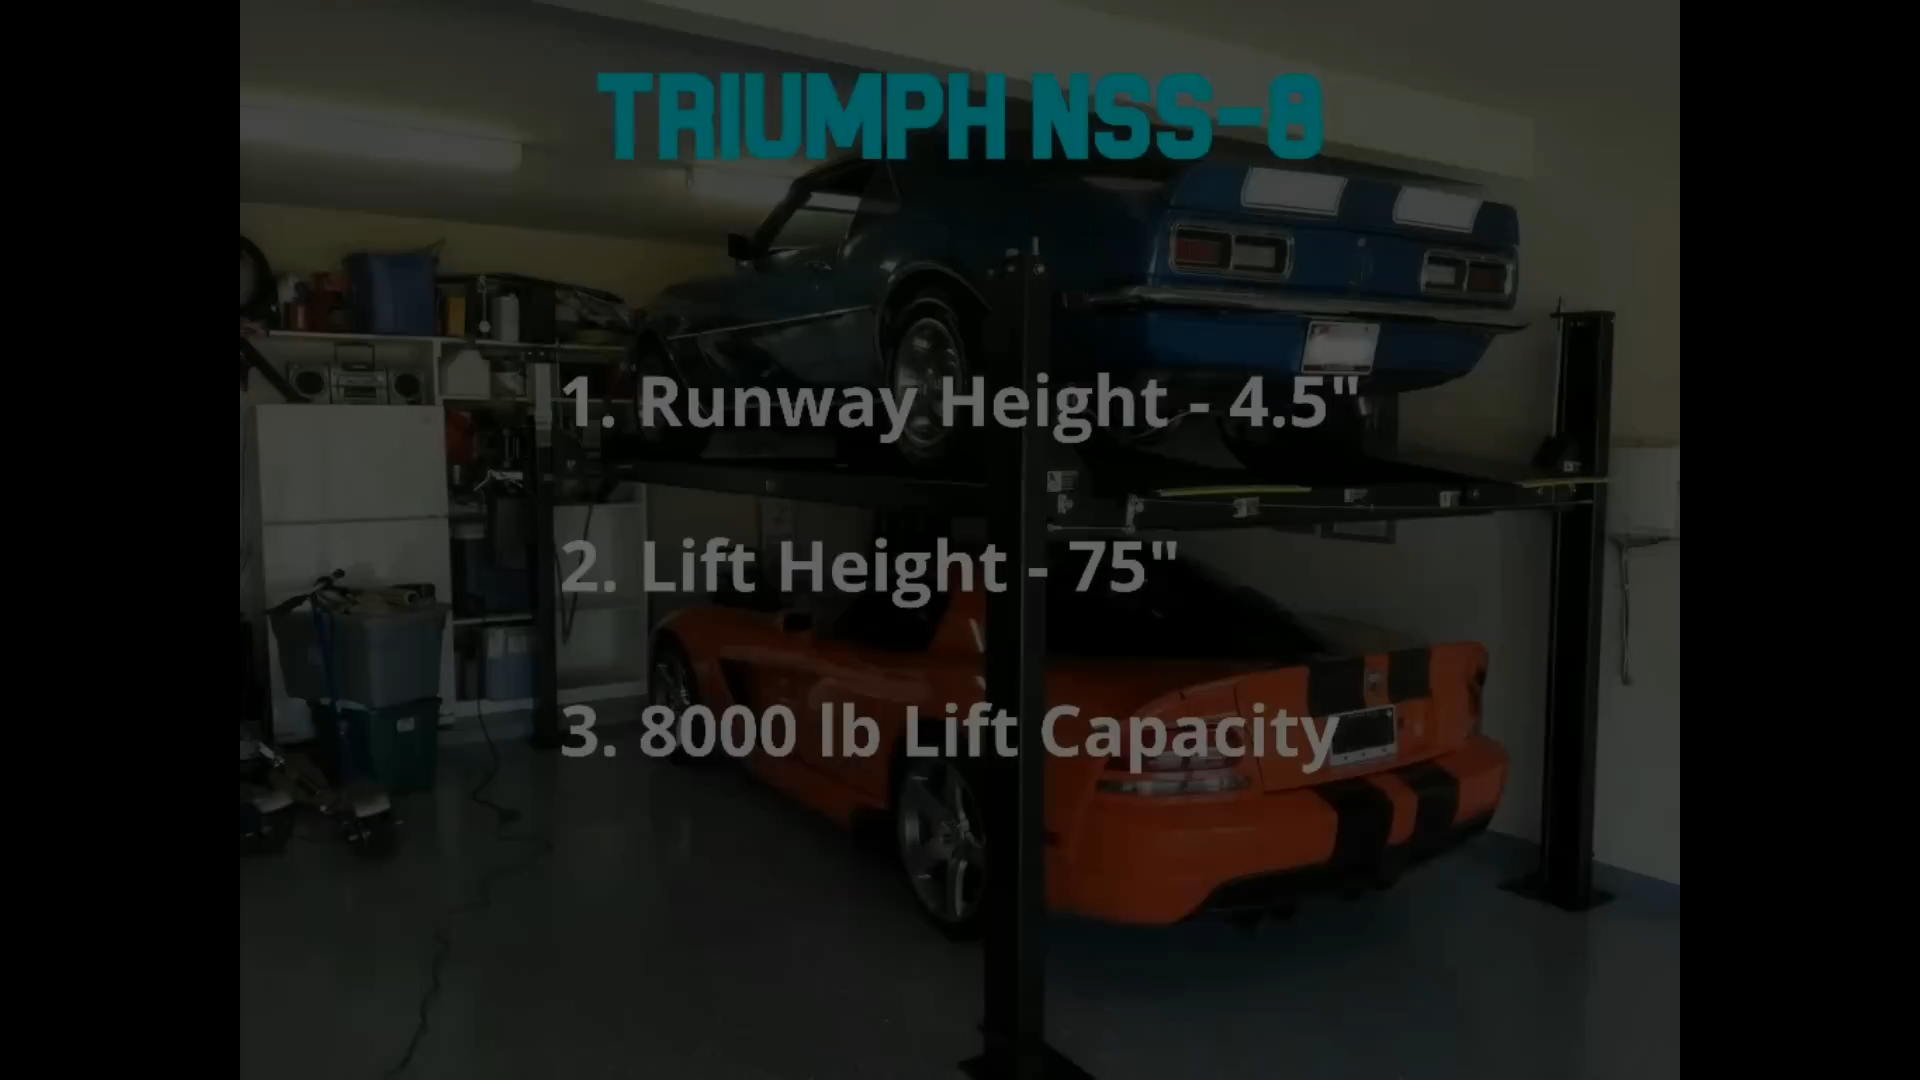 TRIUMPH NSS-8
1. Runway Height - 4.5"
2. Lift Height - 75"
3. 8000 lb Lift Capacity